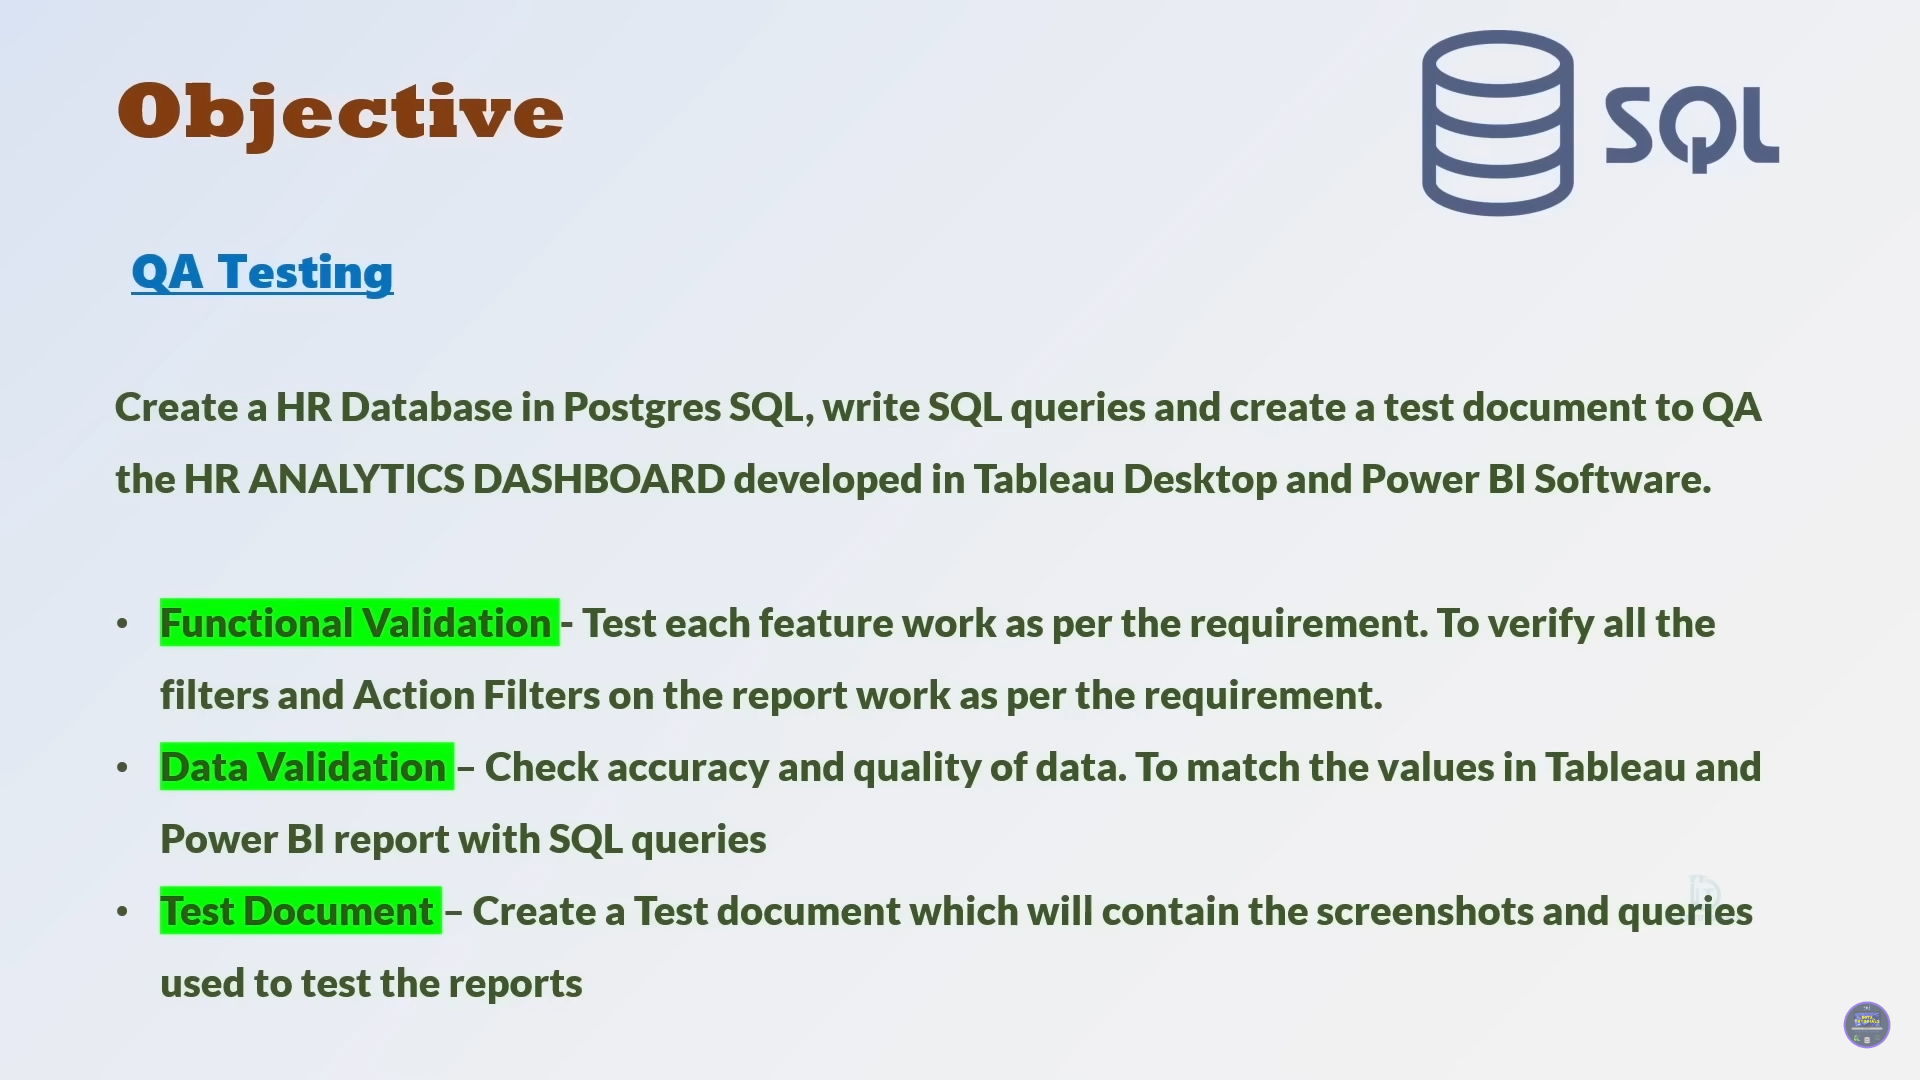 Objective
SQL
QA Testing
Create a HR Database in Postgres SQL, write SQL queries and create a test document to QA
the HR ANALYTICS DASHBOARD developed in Tableau Desktop and Power BI Software.
• Functional Validation - Test each feature work as per the requirement. To verify all the
filters and Action Filters on the report work as per the requirement.
• Data Validation – Check accuracy and quality of data. To match the values in Tableau and
Power BI report with SQL queries
• Test Document – Create a Test document which will contain the screenshots and queries
used to test the reports